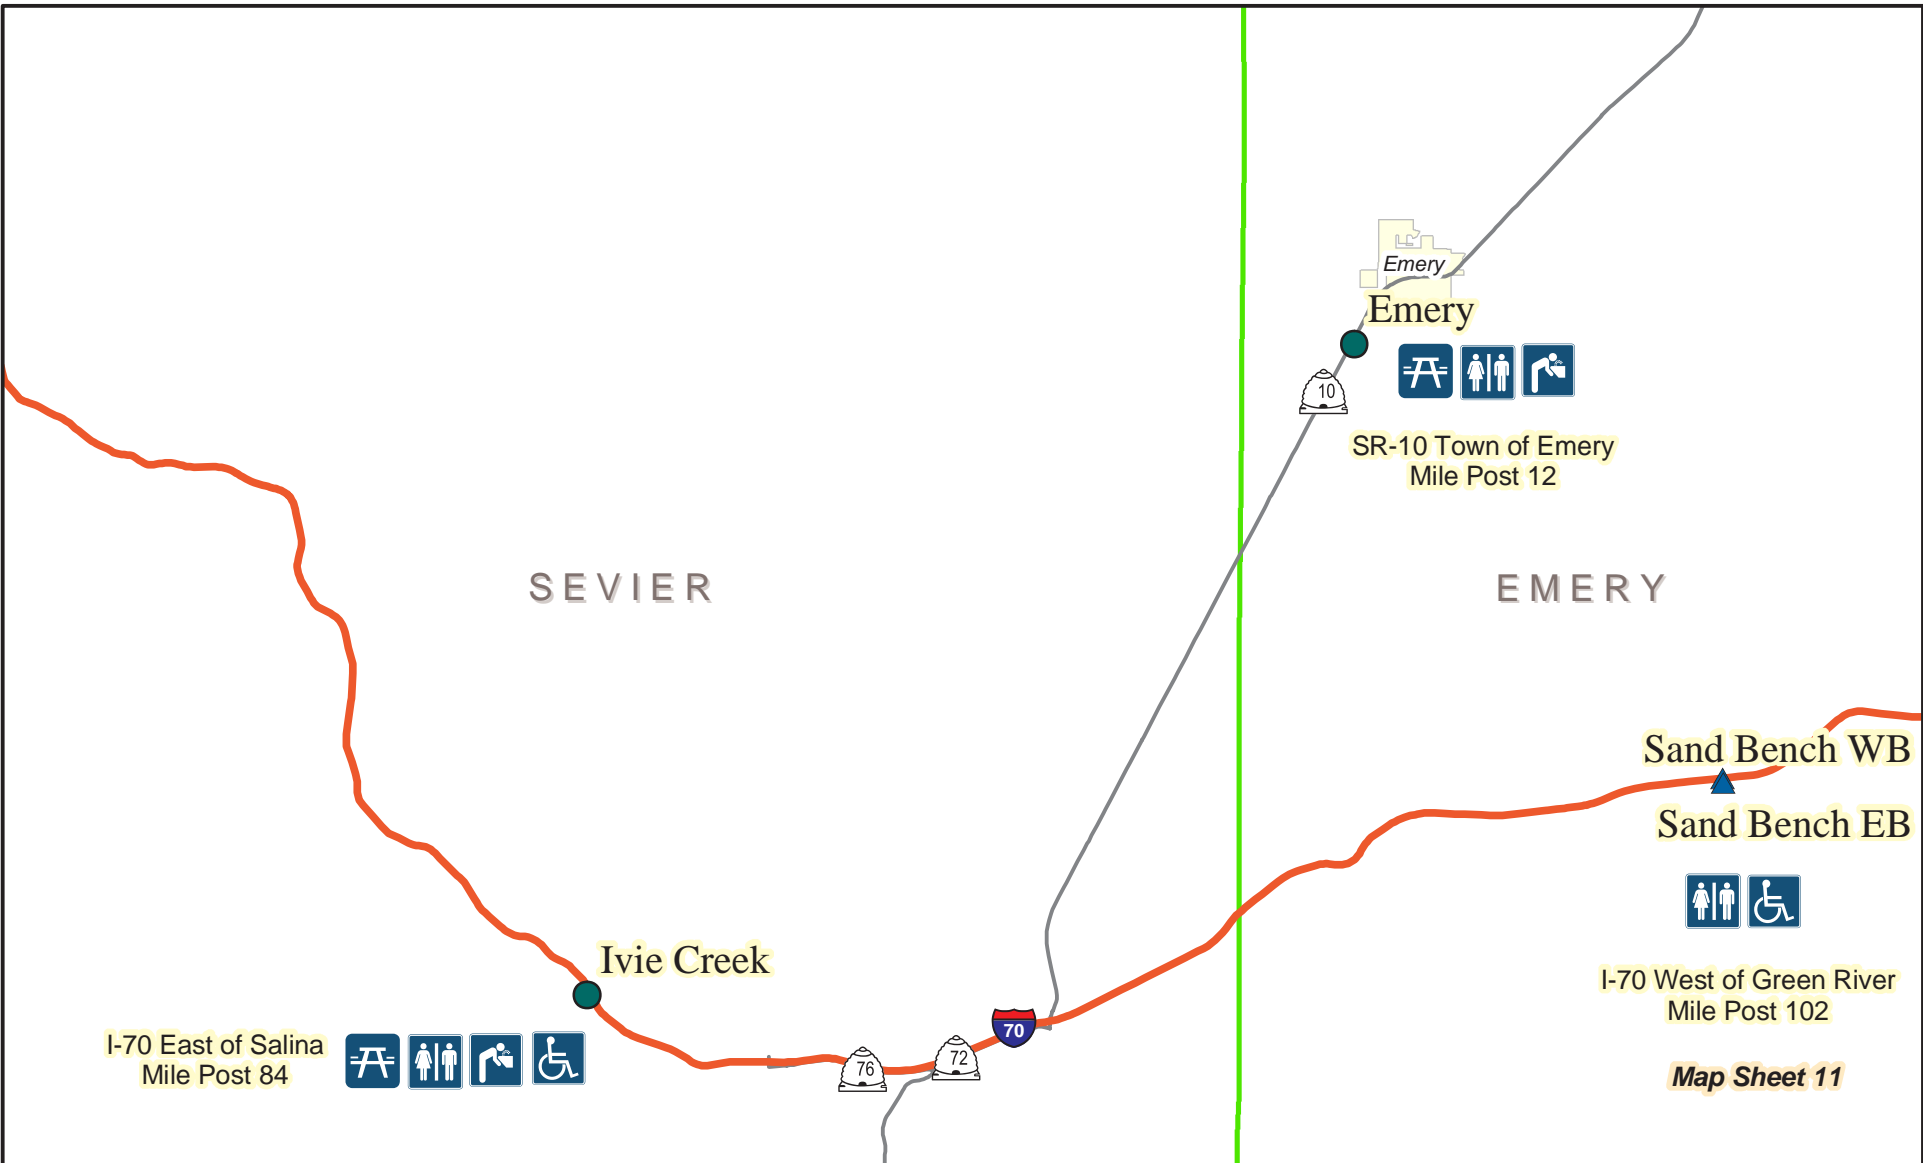 Emery
Emery
10
SR-10 Town of Emery
Mile Post 12
SEVIER
EMERY
Sand Bench WB
Sand Bench EB
Ivie Creek
I-70 West of Green River
Mile Post 102
70
I-70 East of Salina
Mile Post 84
76
72
Map Sheet 11